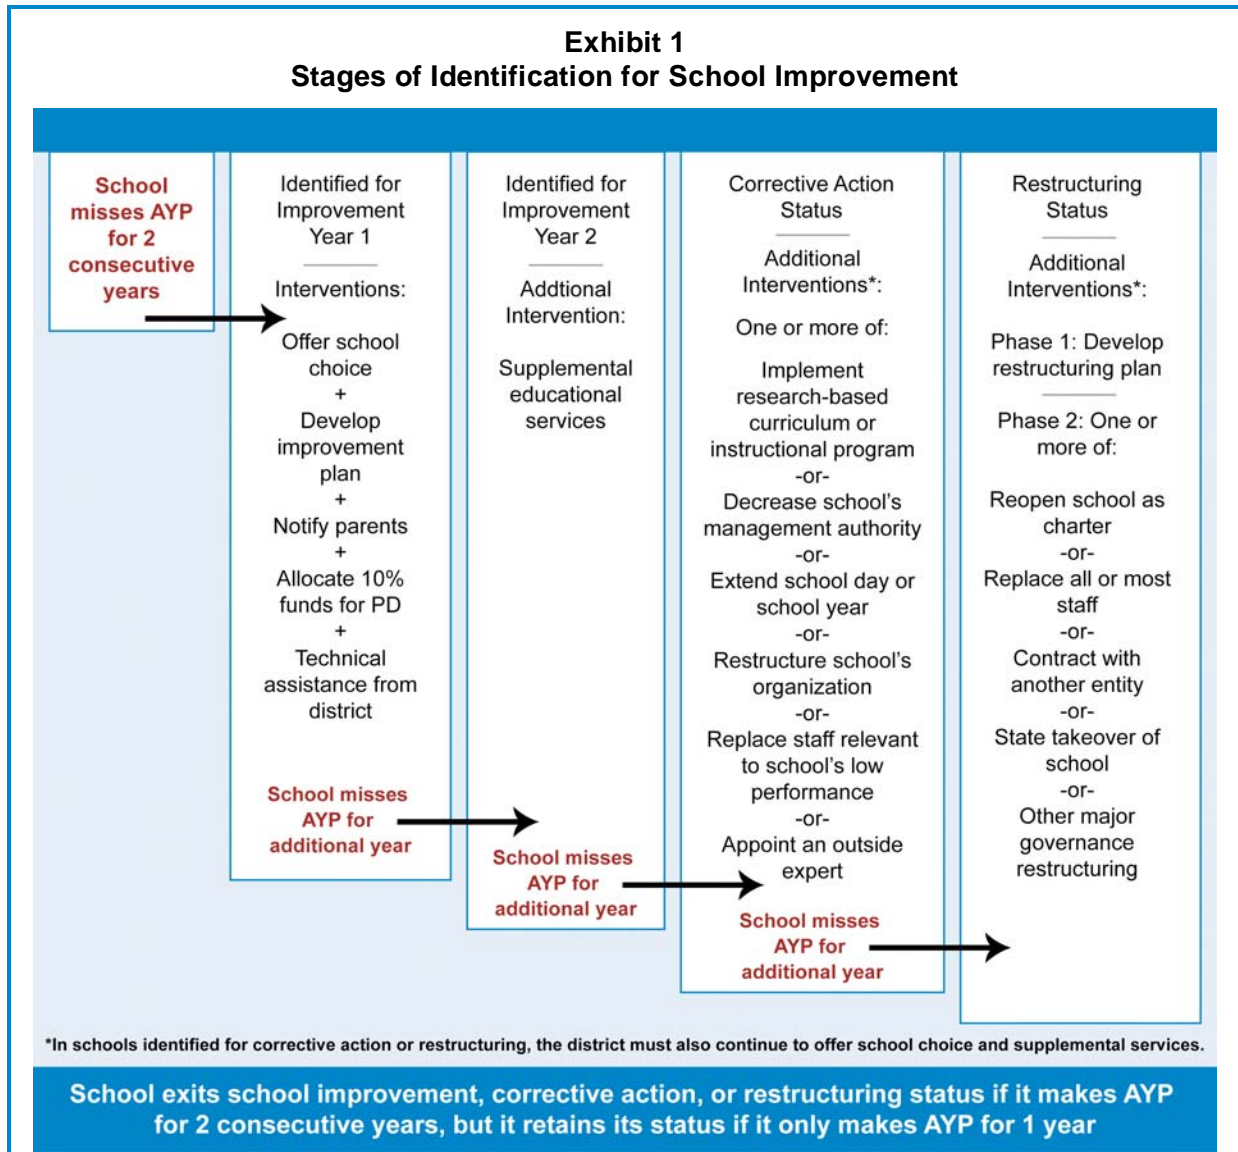 Exhibit 1
Stages of Identification for School Improvement
School
misses AYP
for 2
consecutive
years
Identified for
Improvement
Year 1
Interventions:
Offer school
choice
+
Develop
improvement
plan
+
Notify parents
+
Allocate 10%
funds for PD
+
Technical
assistance from
district
School misses
AYP for
additional year
Identified for
Improvement
Year 2
Addtional
Intervention:
Supplemental
educational
services
School misses
AYP for
additional year
Corrective Action
Status
Additional
Interventions*:
One or more of:
Implement
research-based
curriculum or
instructional program
-or-
Decrease school's
management authority
-or-
Extend school day or
school year
-or-
Restructure school's
organization
-or-
Replace staff relevant
to school's low
performance
-or-
Appoint an outside
expert
School misses
AYP for
additional year
Restructuring
Status
Additional
Interventions*:
Phase 1: Develop
restructuring plan
Phase 2: One or
more of:
Reopen school as
charter
-or-
Replace all or most
staff
-or-
Contract with
another entity
-or-
State takeover of
school
-or-
Other major
governance
restructuring
*In schools identified for corrective action or restructuring, the district must also continue to offer school choice and supplemental services.
School exits school improvement, corrective action, or restructuring status if it makes AYP
for 2 consecutive years, but it retains its status if it only makes AYP for 1 year